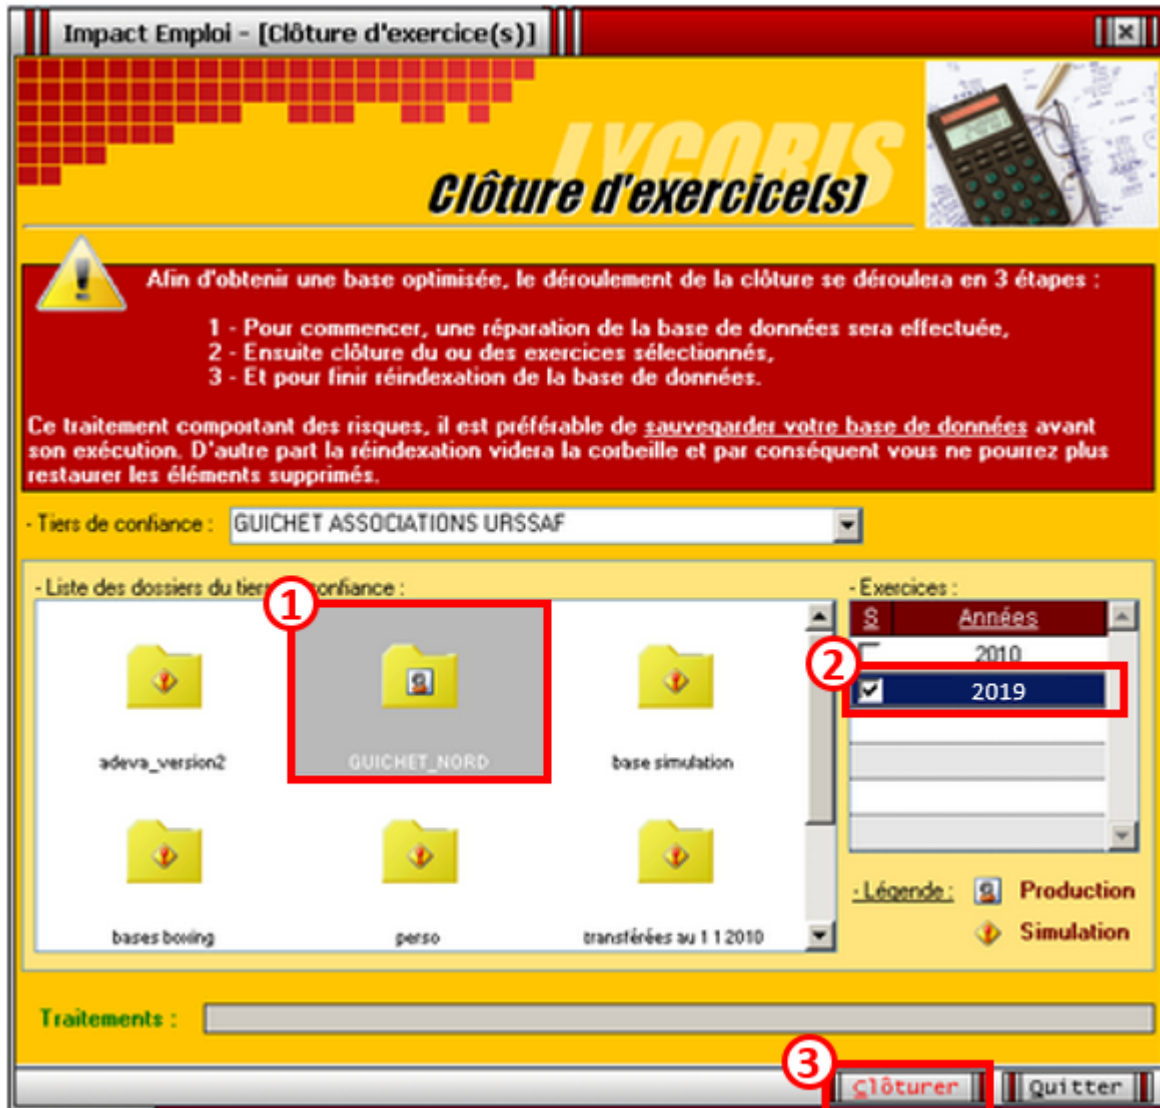 Impact Emploi - [Clôture d'exercice(s)]
LYCORIS
Clôture d'exercice(s)
Afin d'obtenir une base optimisée, le déroulement de la clôture se déroulera en 3 étapes :
1 - Pour commencer, une réparation de la base de données sera effectuée,
2 - Ensuite clôture du ou des exercices sélectionnés,
3 - Et pour finir réindexation de la base de données.
Ce traitement comportant des risques, il est préférable de sauvegarder votre base de données avant
son exécution. D'autre part la réindexation videra la corbeille et par conséquent vous ne pourrez plus
restaurer les éléments supprimés.
- Tiers de confiance : GUICHET ASSOCIATIONS URSSAF
- Liste des dossiers du tiers confiance :
1
adeva_version2
GUICHET_NORD
base simulation
bases boxing
perso
transférées au 1 1 2010
- Exercices :
S Années
2010
2
2019
- Légende : Production
Simulation
Traitements :
3
Clôturer
Quitter